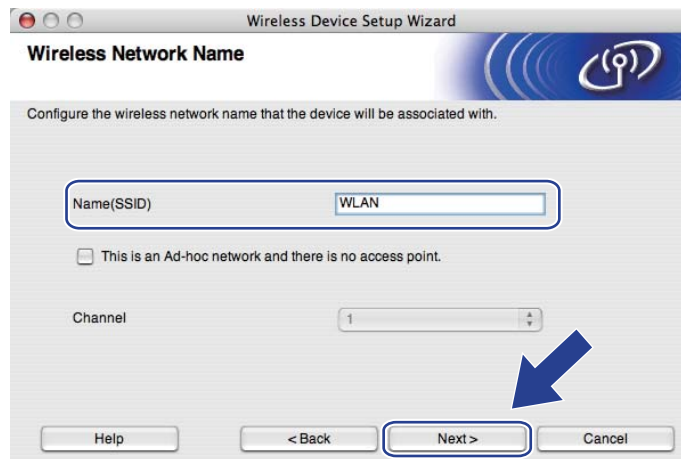 Wireless Device Setup Wizard
Wireless Network Name
Configure the wireless network name that the device will be associated with.
Name(SSID) WLAN
This is an Ad-hoc network and there is no access point.
Channel 1
Help < Back Next > Cancel